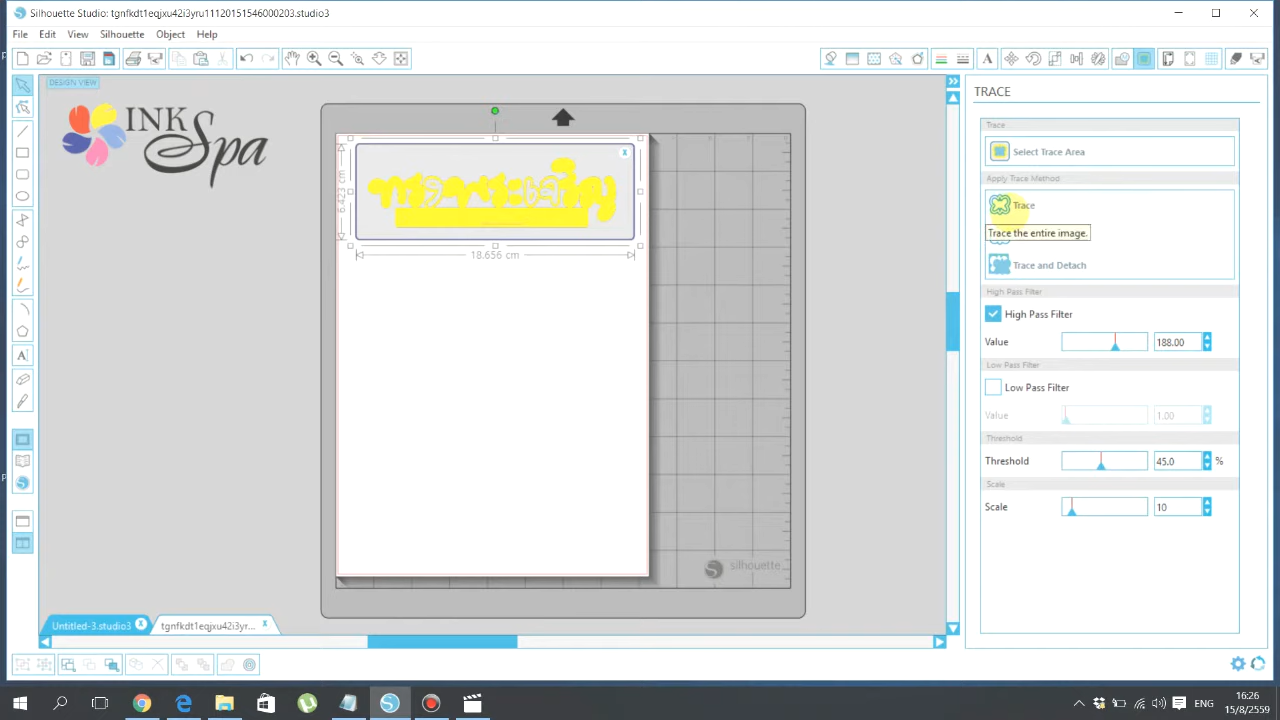 Silhouette Studio: tgnfkdt1eqjxu42i3yru11120151546000203.studio3
File Edit View Silhouette Object Help
DESIGN VIEW
INK Spa
TRACE
Trace
Select Trace Area
Apply Trace Method
Trace
Trace the entire image.
Trace and Detach
High Pass Filter
High Pass Filter
Value 188.00
Low Pass Filter
Low Pass Filter
Value 1.00
Threshold
Threshold 45.0 %
Scale
Scale 10
6.423 cm
18.656 cm
silhouette
Untitled-3.studio3
tgnfkdt1eqjxu42i3yr...
ENG
16:26
15/8/2559